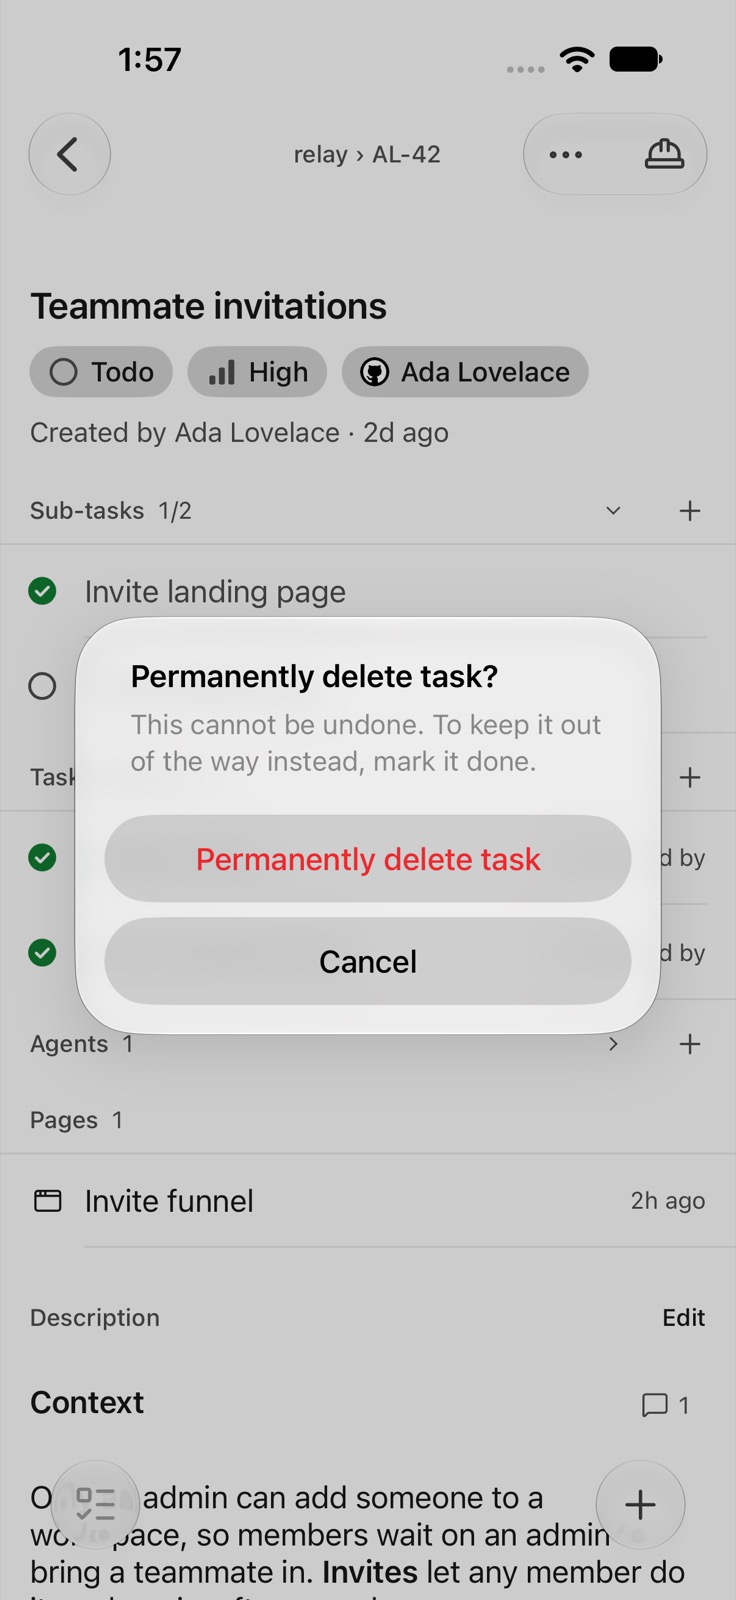 1:57
relay › AL-42
Teammate invitations
Todo
High
Ada Lovelace
Created by Ada Lovelace · 2d ago
Sub-tasks 1/2
Invite landing page
Permanently delete task?
This cannot be undone. To keep it out
of the way instead, mark it done.
Permanently delete task
Cancel
d by
d by
Agents 1
Pages 1
Invite funnel
2h ago
Description
Edit
Context
1
admin can add someone to a
so members wait on an admin
bring a teammate in. Invites let any member do